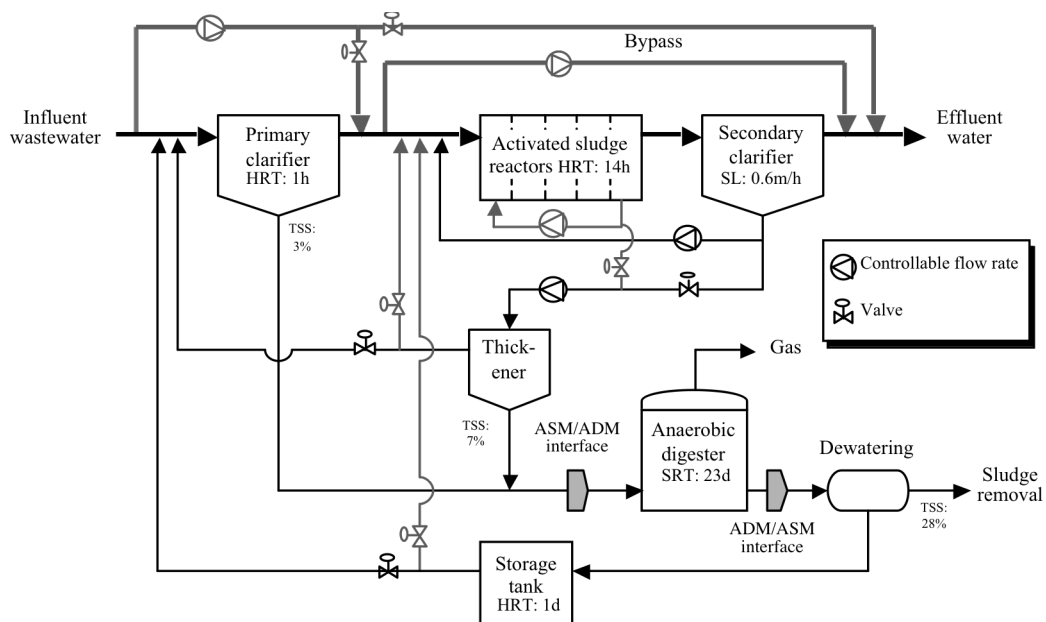 Bypass
Influent
wastewater
Primary
clarifier
HRT: 1h
Activated sludge
reactors HRT: 14h
Secondary
clarifier
SL: 0.6m/h
Effluent
water
TSS:
3%
Controllable flow rate
Valve
Thick-
ener
Gas
TSS:
7%
ASM/ADM
interface
Anaerobic
digester
SRT: 23d
Dewatering
Sludge
removal
TSS:
28%
ADM/ASM
interface
Storage
tank
HRT: 1d